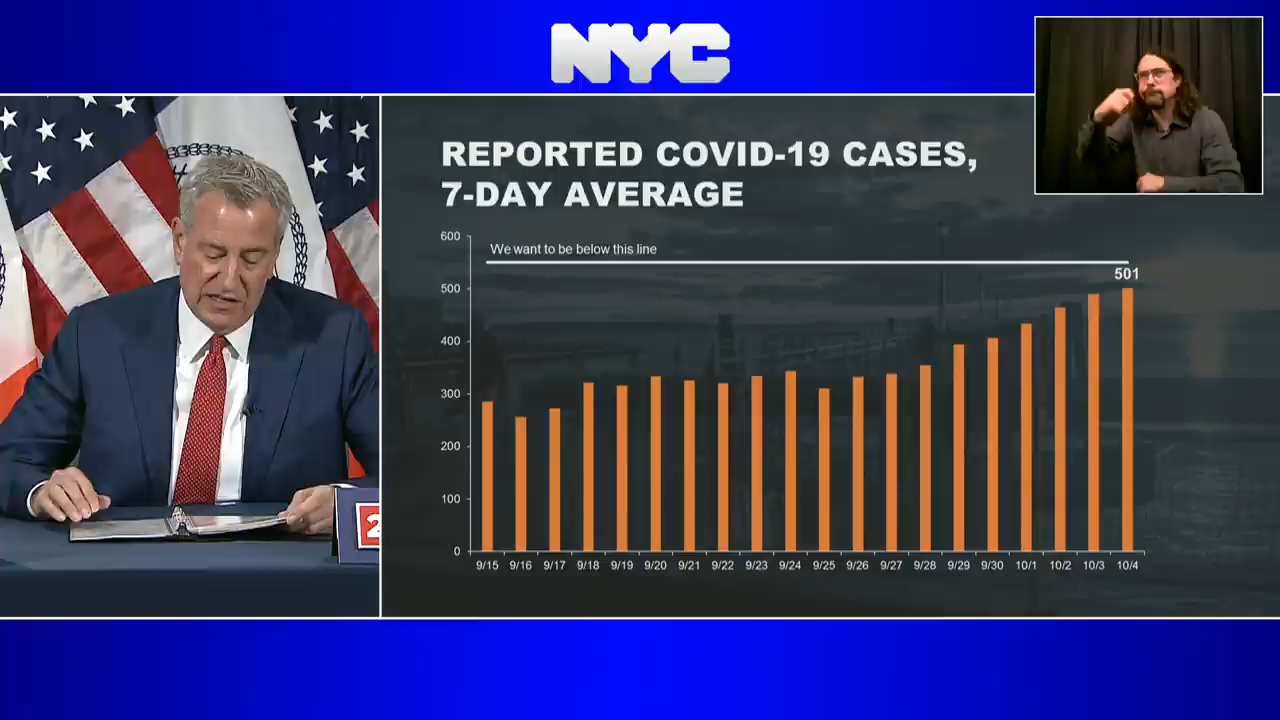 NYC
REPORTED COVID-19 CASES,
7-DAY AVERAGE
600
We want to be below this line
501
500
400
300
200
100
0
9/15 9/16 9/17 9/18 9/19 9/20 9/21 9/22 9/23 9/24 9/25 9/26 9/27 9/28 9/29 9/30 10/1 10/2 10/3 10/4
2